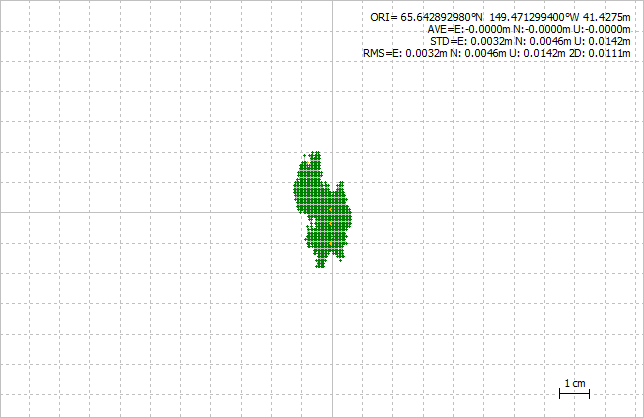 ORI= 65.642892980°N 149.471299400°W 41.4275m
AVE=E:-0.0000m N:-0.0000m U:-0.0000m
STD=E: 0.0032m N: 0.0046m U: 0.0142m
RMS=E: 0.0032m N: 0.0046m U: 0.0142m 2D: 0.0111m
1 cm